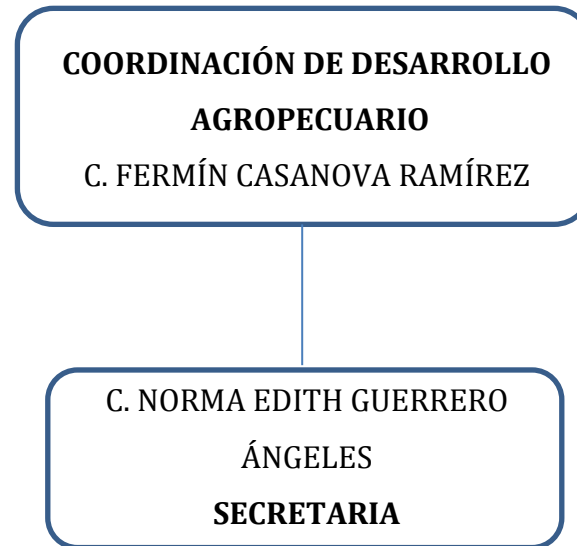 COORDINACIÓN DE DESARROLLO
AGROPECUARIO
C. FERMÍN CASANOVA RAMÍREZ
C. NORMA EDITH GUERRERO
ÁNGELES
SECRETARIA